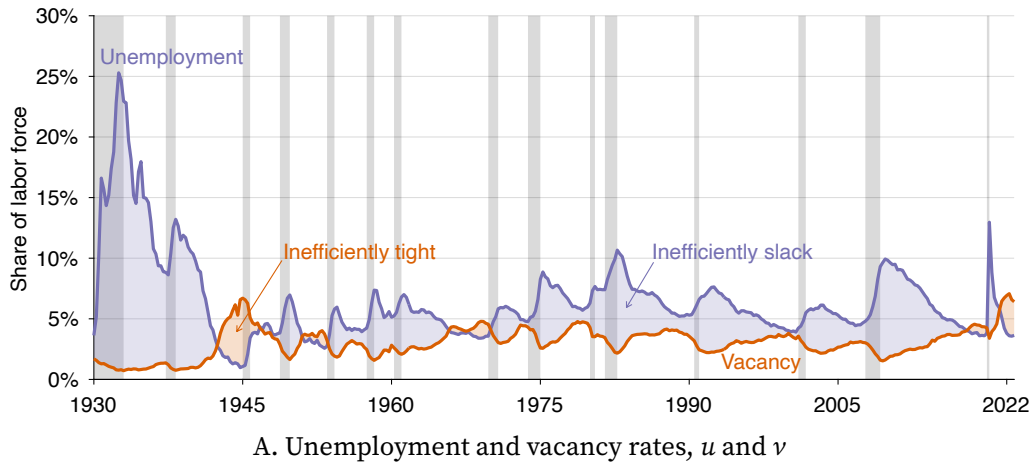 30%
25%
20%
15%
10%
5%
0%
Share of labor force
Unemployment
Inefficiently tight
Inefficiently slack
Vacancy
1930 1945 1960 1975 1990 2005 2022
A. Unemployment and vacancy rates, u and v